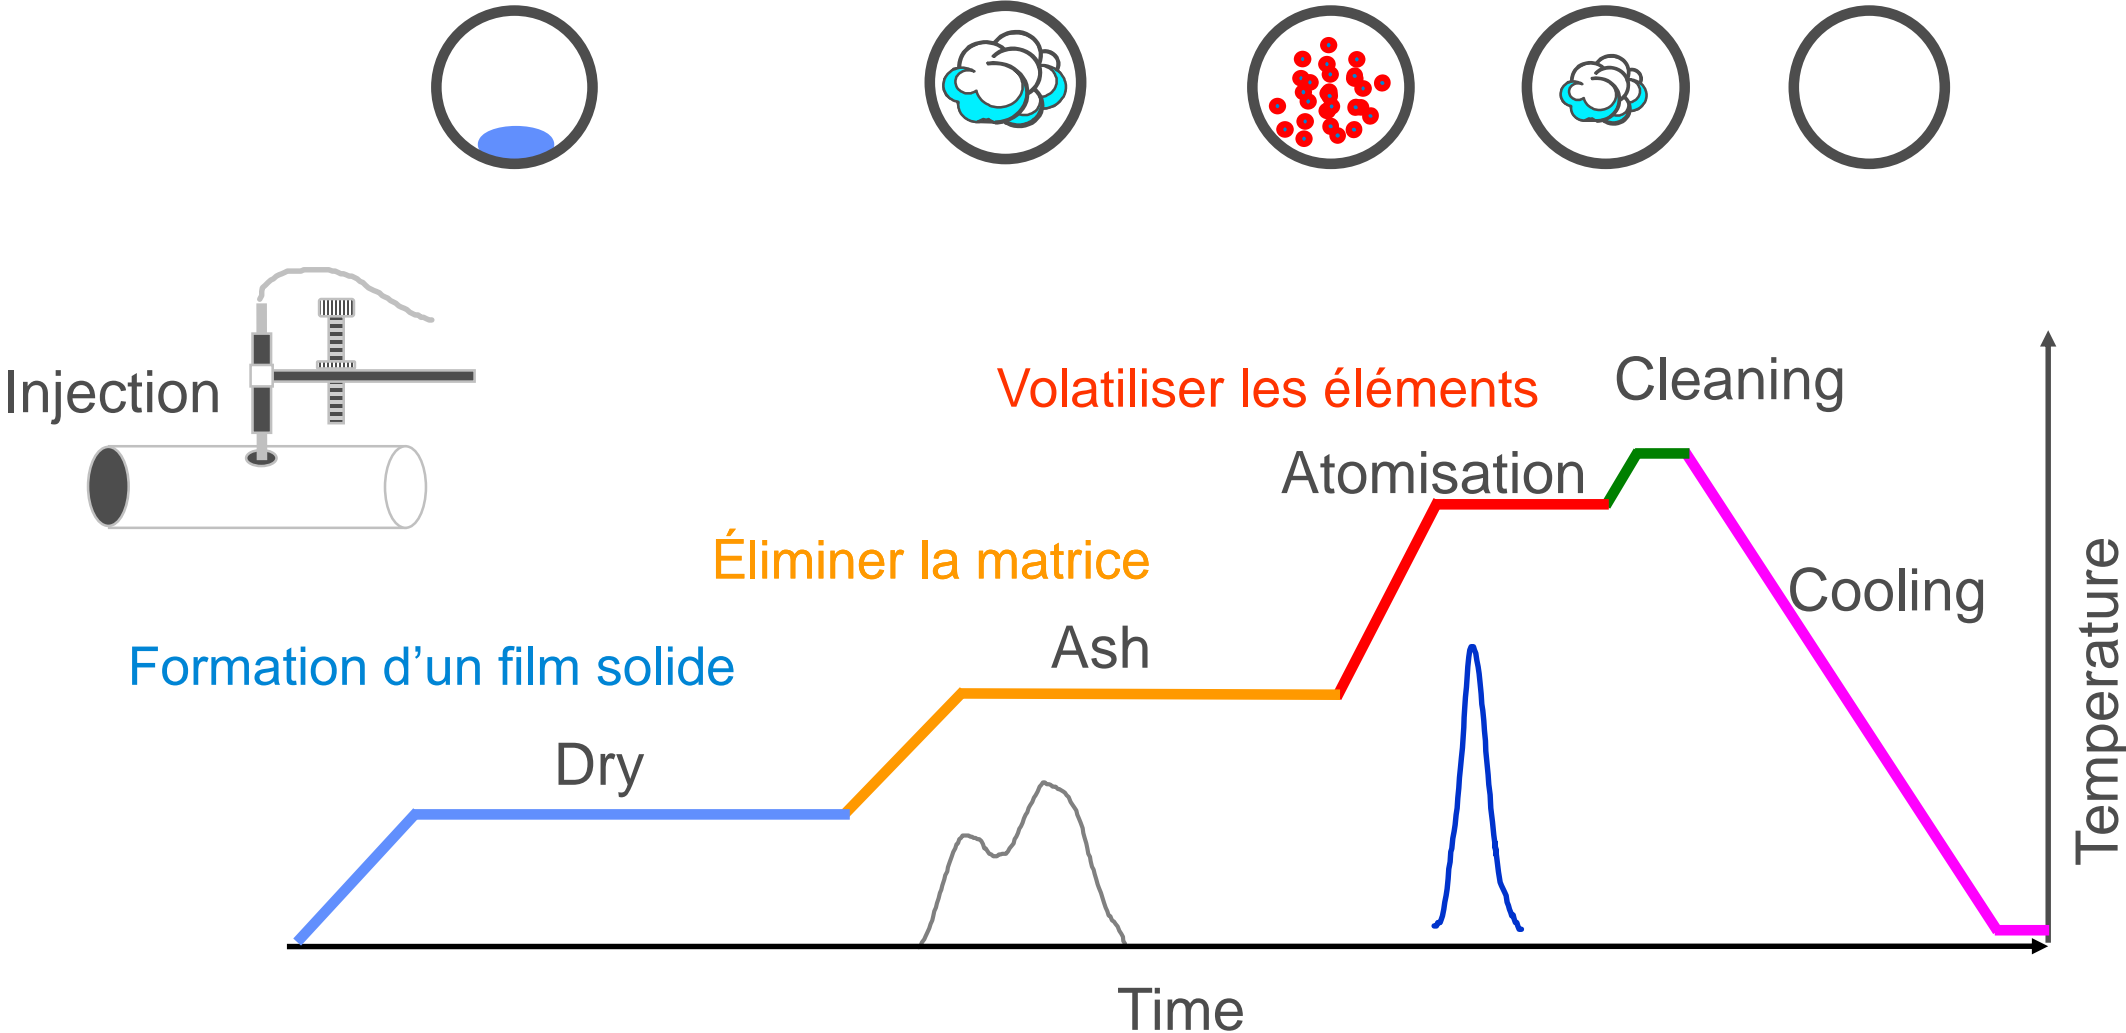 Injection
Volatiliser les éléments
Cleaning
Atomisation
Éliminer la matrice
Cooling
Ash
Formation d’un film solide
Dry
Temperature
Time